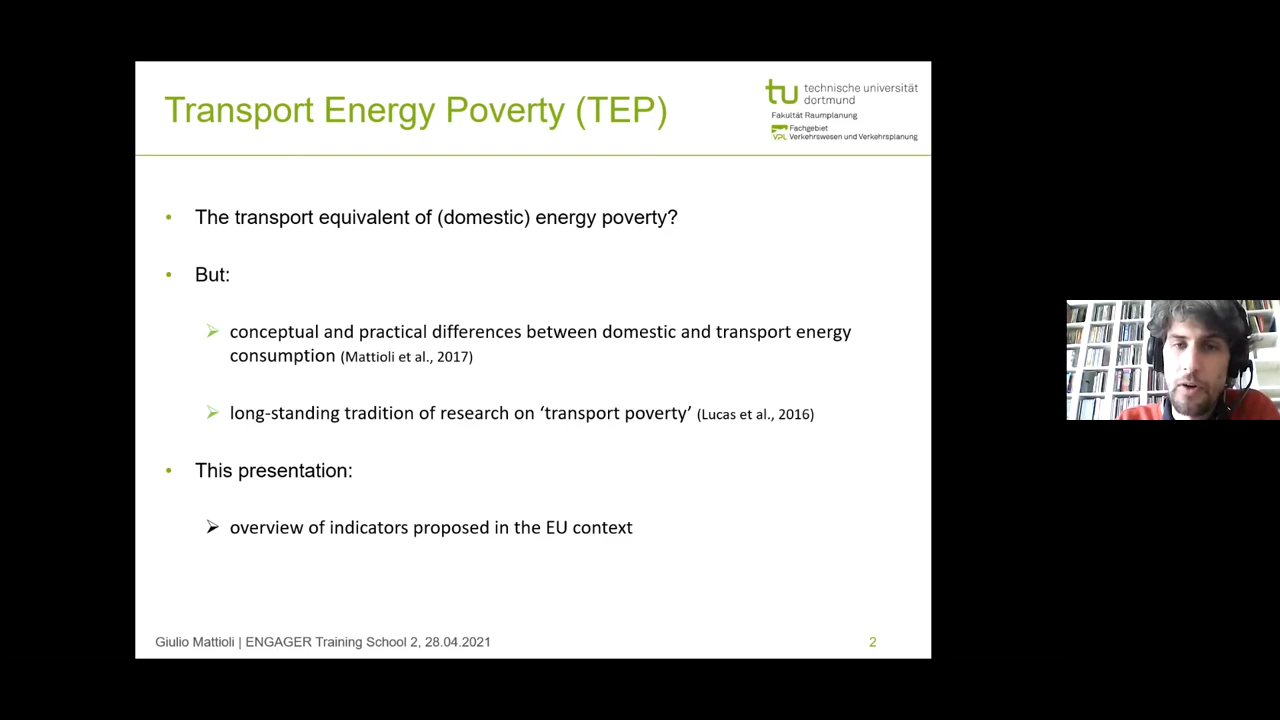 Transport Energy Poverty (TEP)
tu technische universität
dortmund
Fakultät Raumplanung
Fachgebiet
VPL Verkehrswesen und Verkehrsplanung
• The transport equivalent of (domestic) energy poverty?
• But:
➢ conceptual and practical differences between domestic and transport energy
consumption (Mattioli et al., 2017)
➢ long-standing tradition of research on ‘transport poverty’ (Lucas et al., 2016)
• This presentation:
➢ overview of indicators proposed in the EU context
Giulio Mattioli | ENGAGER Training School 2, 28.04.2021
2